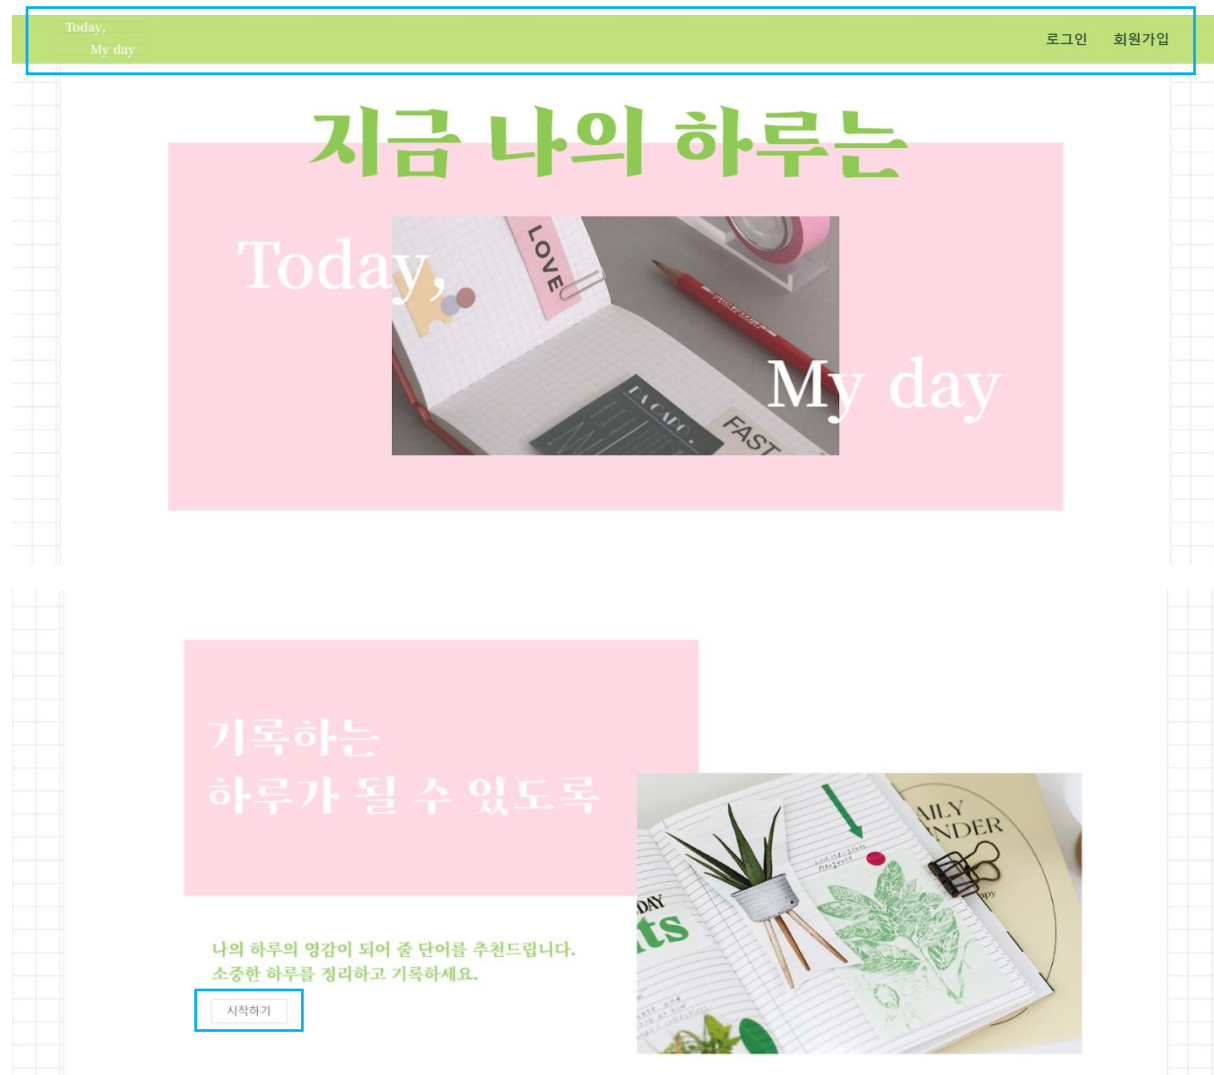 Today,
My day
로그인 회원가입
지금 나의 하루는
LOVE
Today,
My day
DA CAPO.
FAST
기록하는
하루가 될 수 있도록
DAY
나의 하루의 영감이 되어 줄 단어를 추천드립니다.
소중한 하루를 정리하고 기록하세요.
시작하기